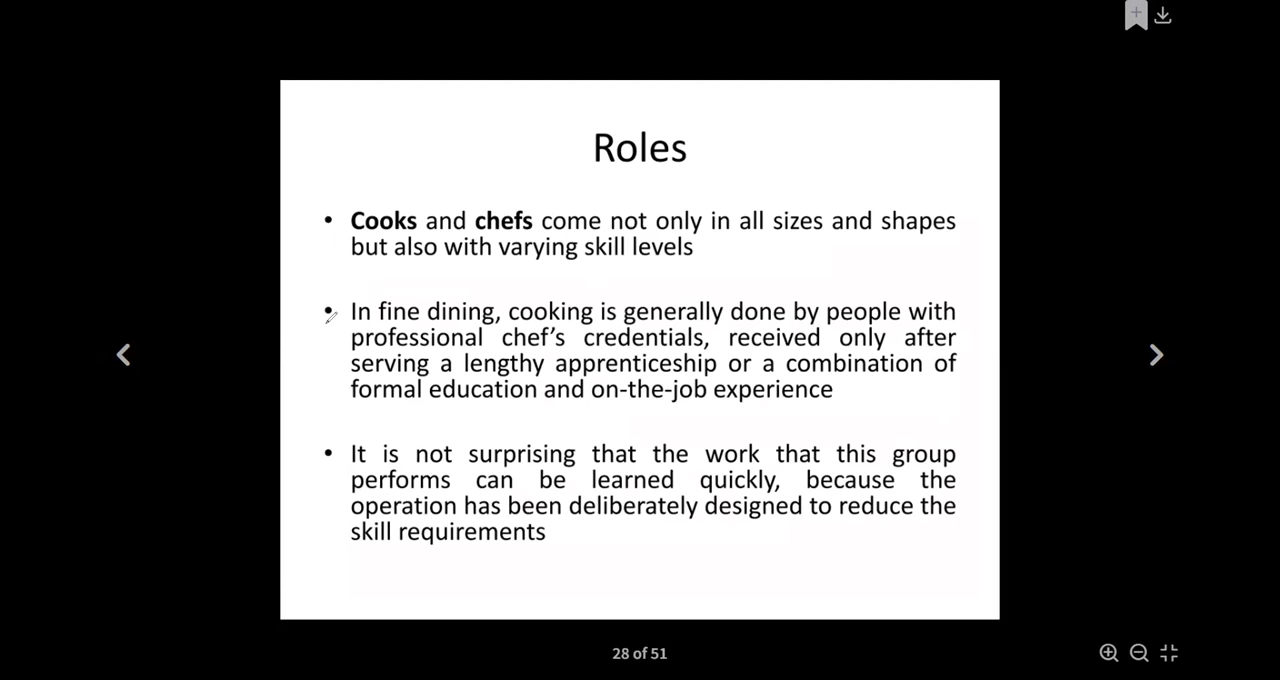 Roles
• Cooks and chefs come not only in all sizes and shapes
but also with varying skill levels
• In fine dining, cooking is generally done by people with
professional chef’s credentials, received only after
serving a lengthy apprenticeship or a combination of
formal education and on-the-job experience
• It is not surprising that the work that this group
performs can be learned quickly, because the
operation has been deliberately designed to reduce the
skill requirements
28 of 51